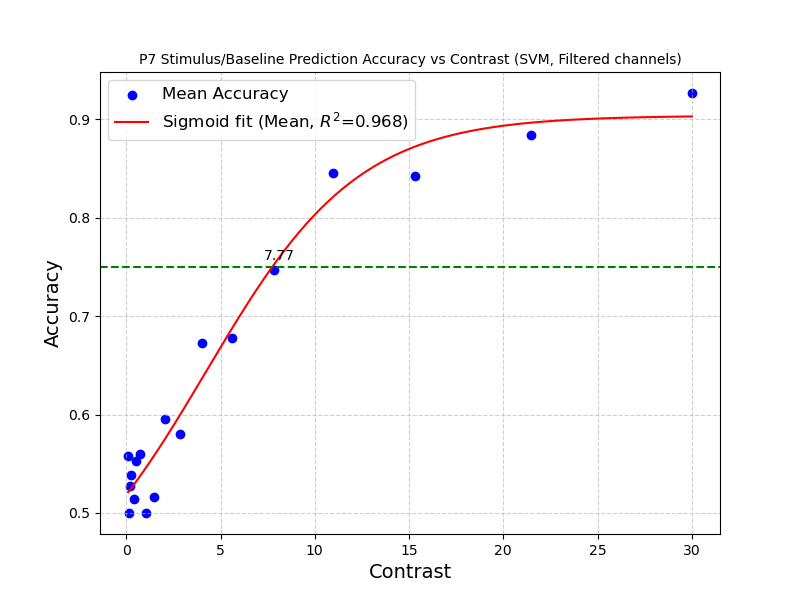 P7 Stimulus/Baseline Prediction Accuracy vs Contrast (SVM, Filtered channels)
Mean Accuracy
Sigmoid fit (Mean, R²=0.968)
0.9
0.8
7.77
0.7
0.6
0.5
Accuracy
0 5 10 15 20 25 30
Contrast